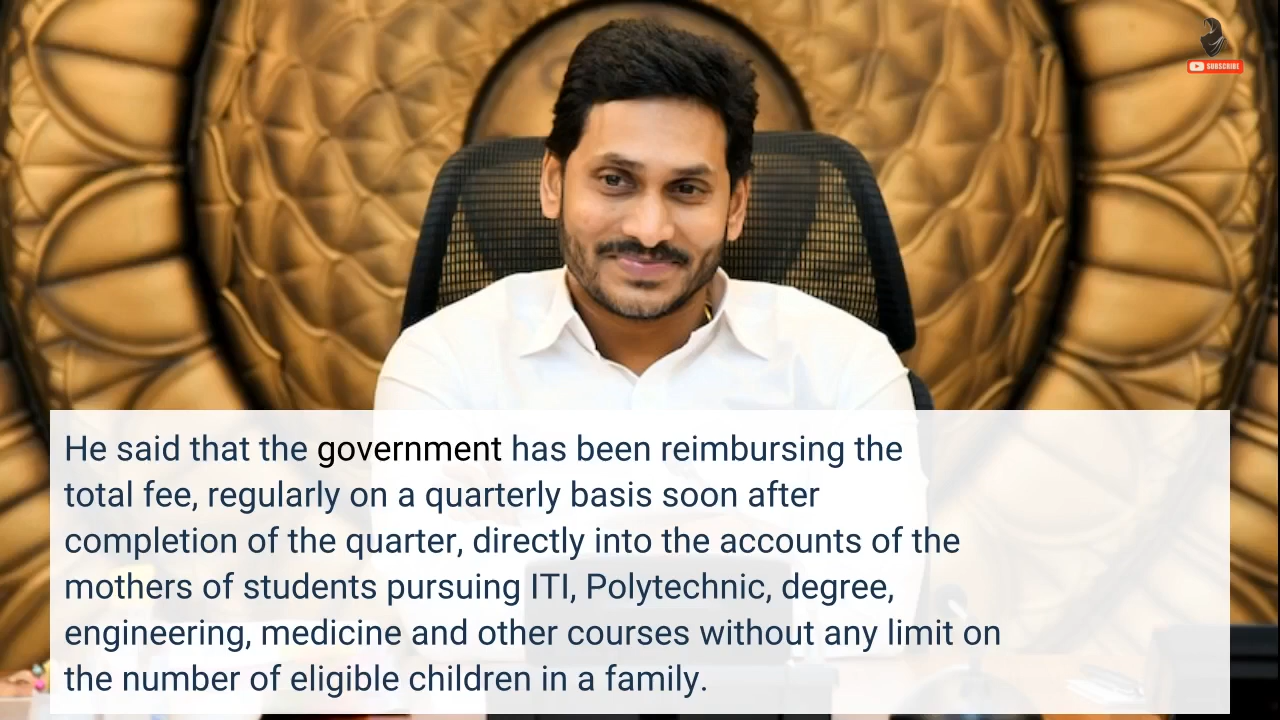 SUBSCRIBE
He said that the government has been reimbursing the
total fee, regularly on a quarterly basis soon after
completion of the quarter, directly into the accounts of the
mothers of students pursuing ITI, Polytechnic, degree,
engineering, medicine and other courses without any limit on
the number of eligible children in a family.